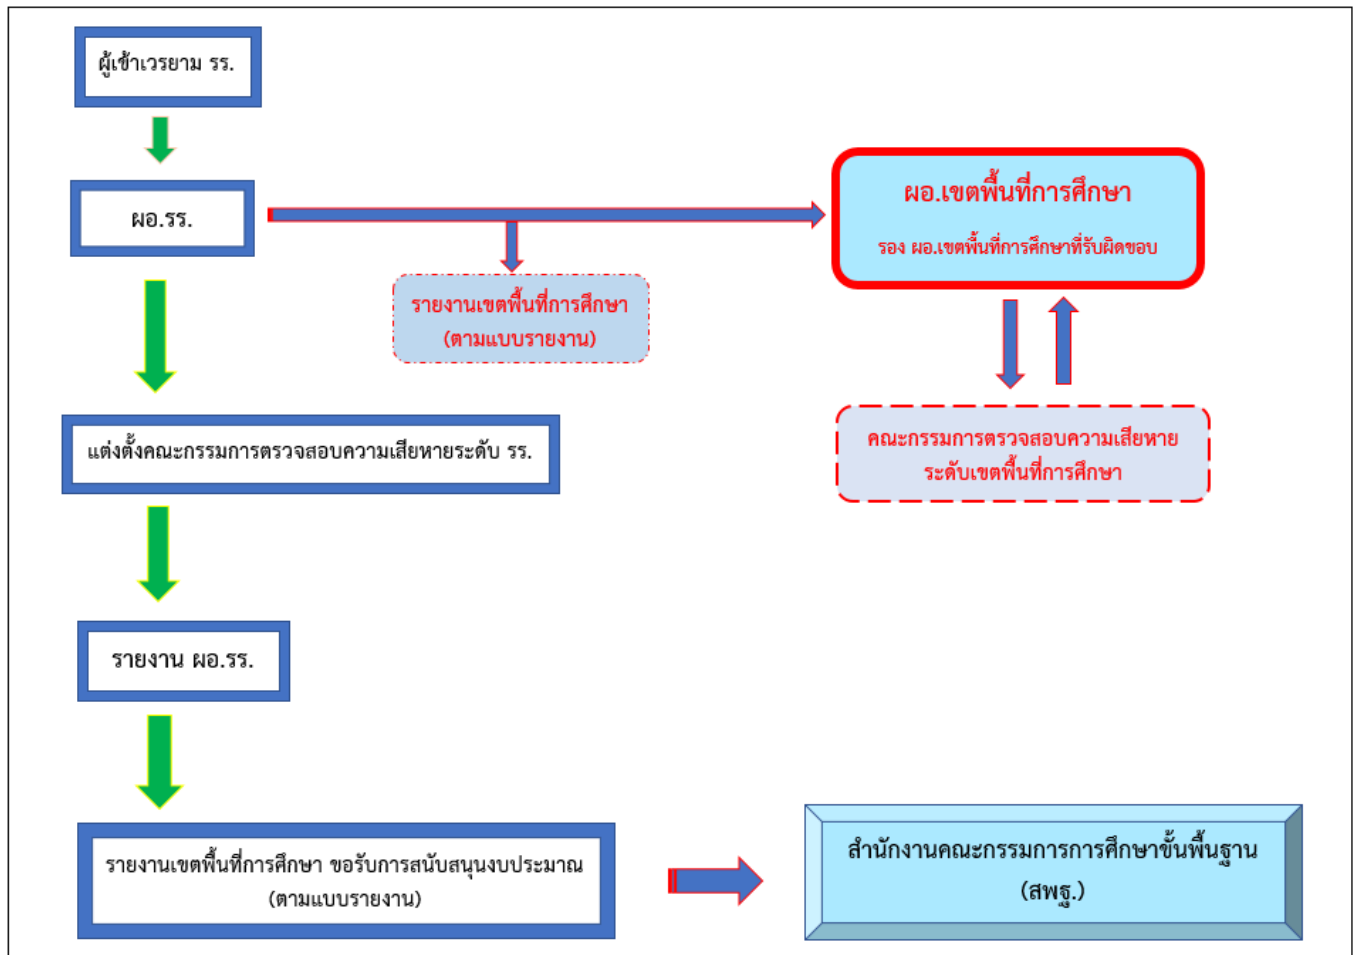 ผู้เข้าเวรยาม รร.
ผอ.รร.
ผอ.เขตพื้นที่การศึกษา
รอง ผอ.เขตพื้นที่การศึกษาที่รับผิดขอบ
รายงานเขตพื้นที่การศึกษา
(ตามแบบรายงาน)
แต่งตั้งคณะกรรมการตรวจสอบความเสียหายระดับ รร.
คณะกรรมการตรวจสอบความเสียหาย
ระดับเขตพื้นที่การศึกษา
รายงาน ผอ.รร.
รายงานเขตพื้นที่การศึกษา ขอรับการสนับสนุนงบประมาณ
(ตามแบบรายงาน)
สำนักงานคณะกรรมการการศึกษาขั้นพื้นฐาน
(สพฐ.)